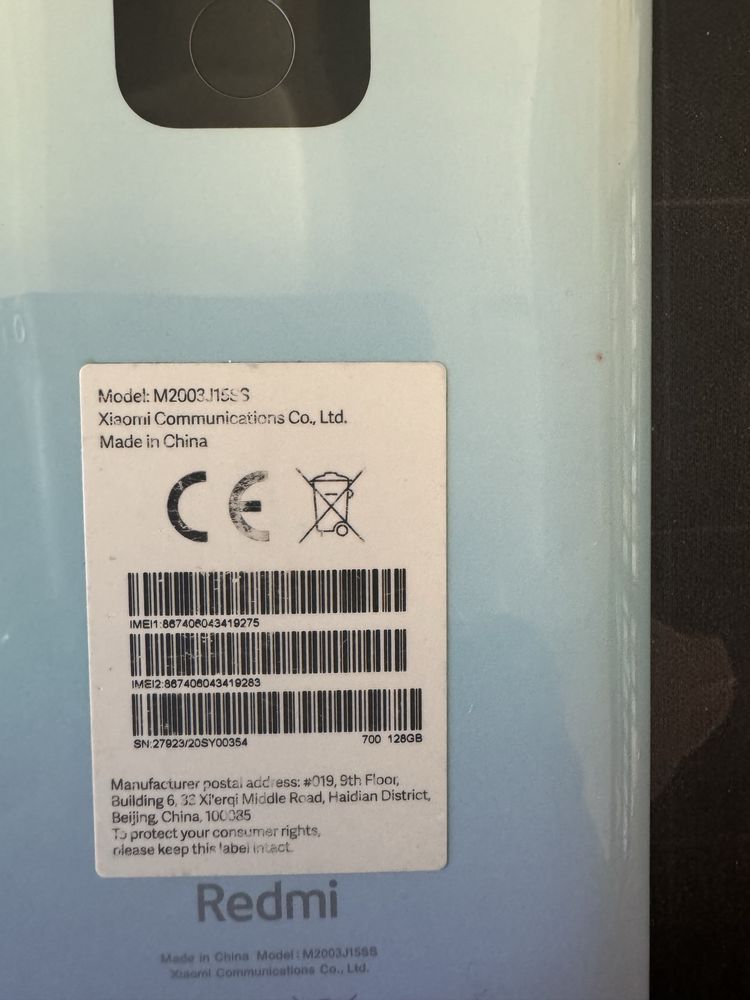 Model: M2003J15SS
Xiaomi Communications Co., Ltd.
Made in China
CE
IMEI1:867406043419275
IMEI2:867406043419283
SN:27923/20SY00354 700 128GB
Manufacturer postal address: #019, 9th Floor,
Building 6, 33 Xi'erqi Middle Road, Haidian District,
Beijing, China, 100085
To protect your consumer rights,
please keep this label intact.
Redmi
Made in China Model: M2003J15SS
Xiaomi Communications Co., Ltd.